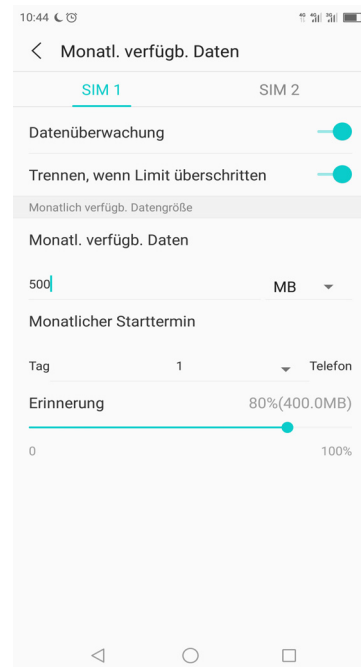 10:44
Monatl. verfügb. Daten
SIM 1 SIM 2
Datenüberwachung
Trennen, wenn Limit überschritten
Monatlich verfügb. Datengröße
Monatl. verfügb. Daten
500 MB
Monatlicher Starttermin
Tag 1 Telefon
Erinnerung 80%(400.0MB)
0 100%